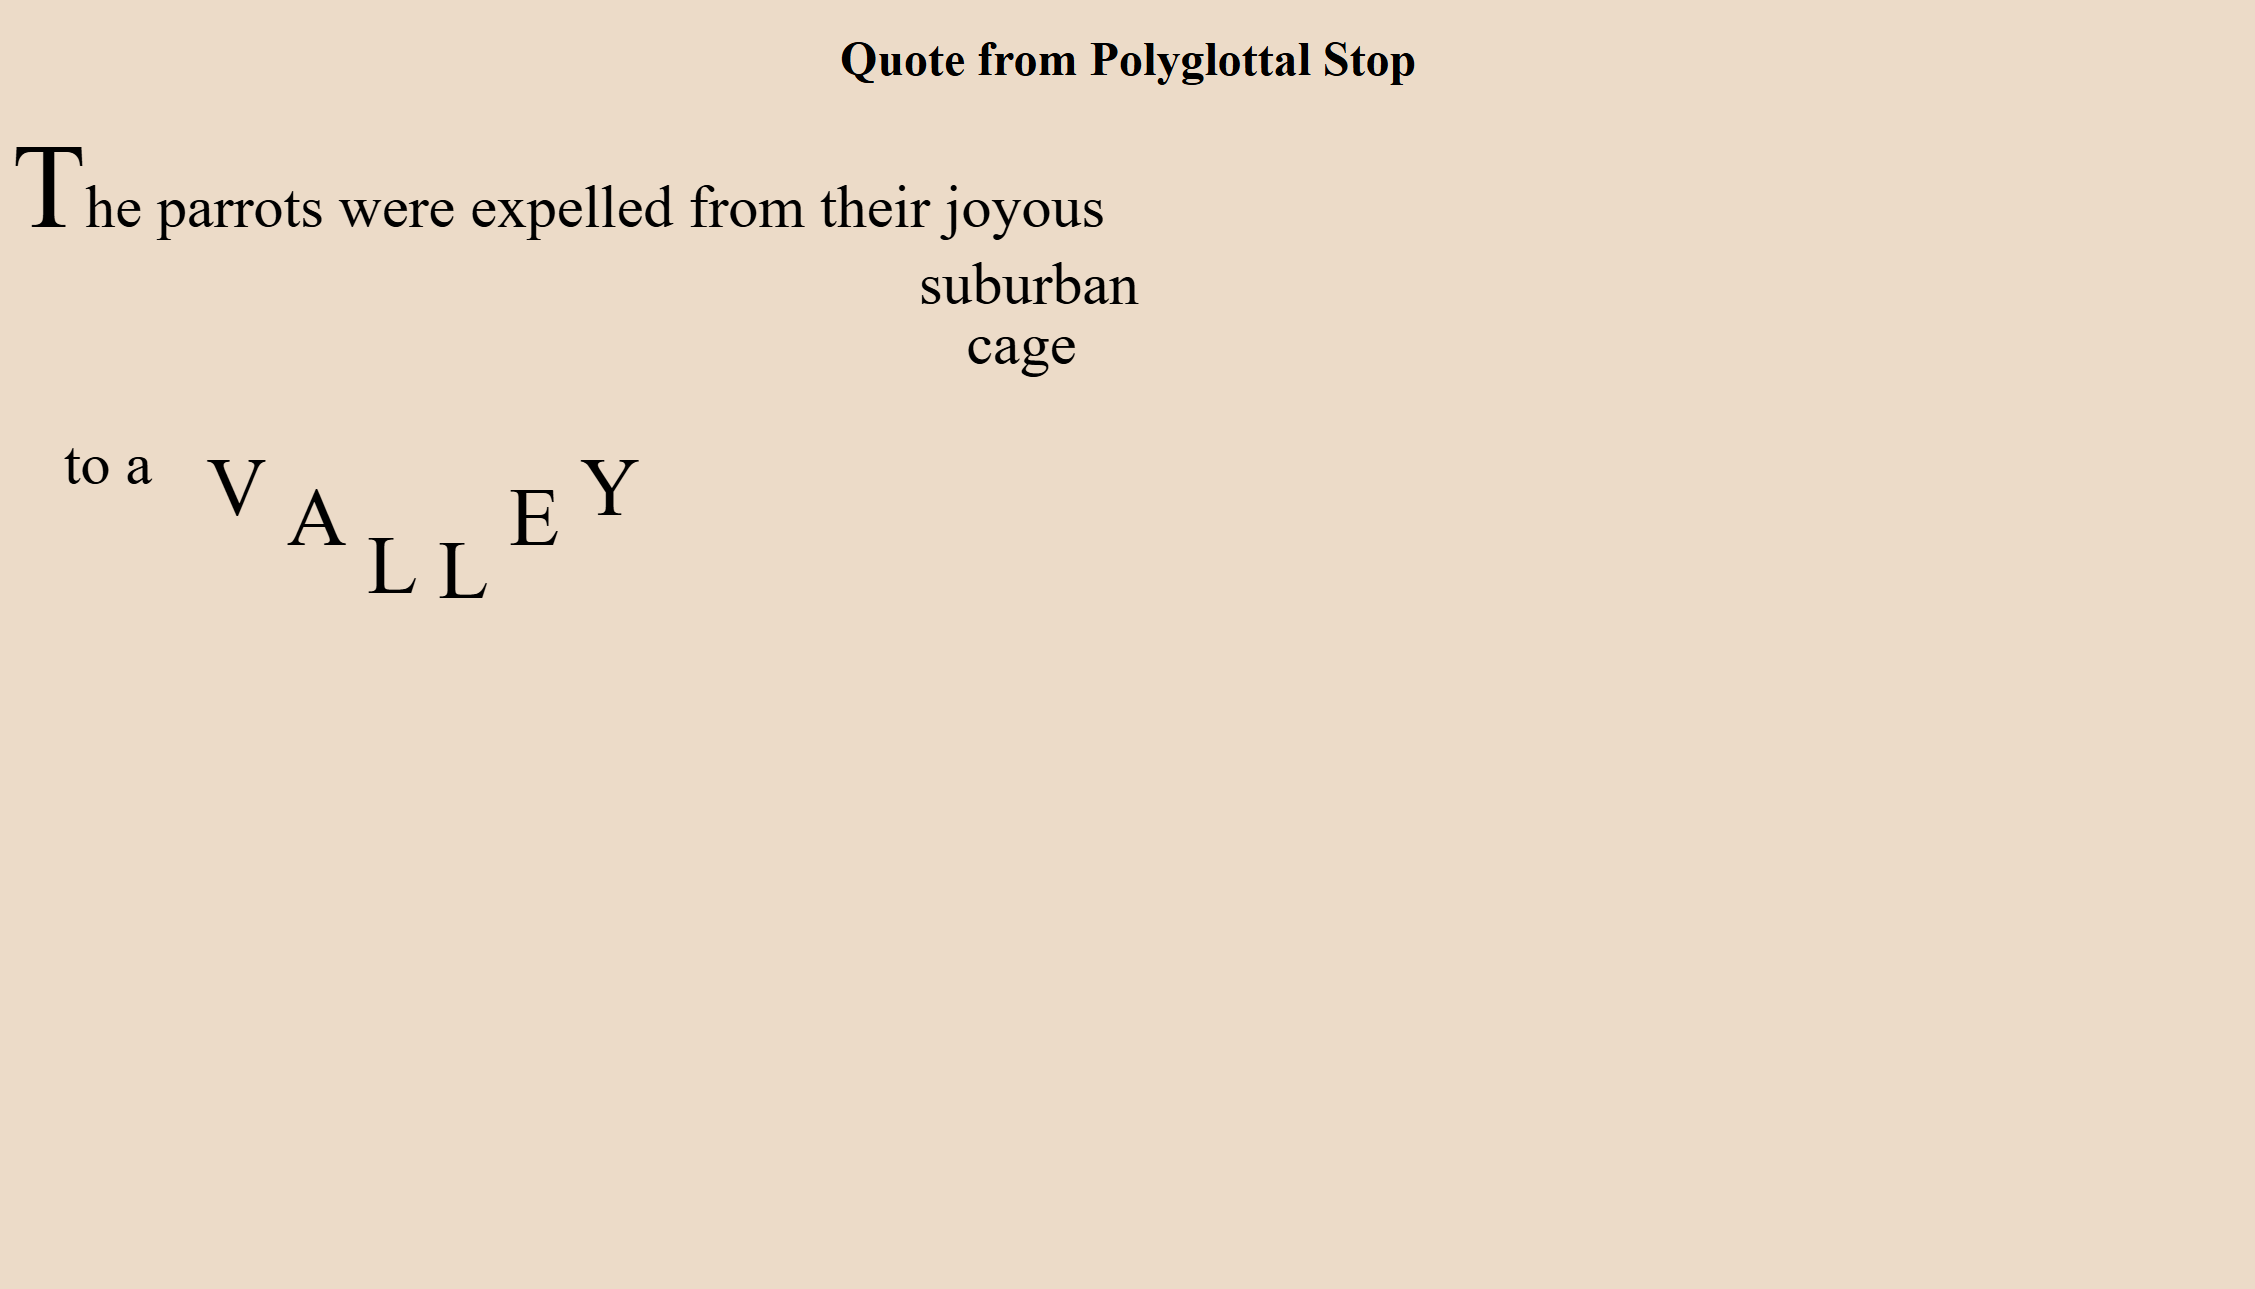 Quote from Polyglottal Stop
The parrots were expelled from their joyous
suburban
cage
to a VALLEY